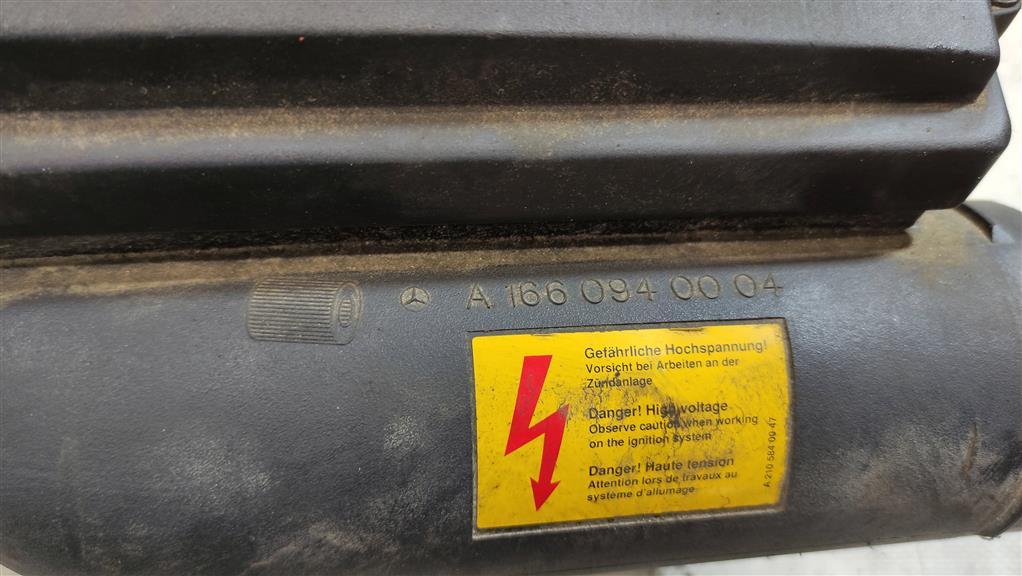 A 166 094 00 04
Gefährliche Hochspannung!
Vorsicht bei Arbeiten an der
Zündanlage
Danger! High voltage
Observe caution when working
on the ignition system
Danger! Haute tension
Attention lors de travaux au
système d'allumage
A 210 584 00 47